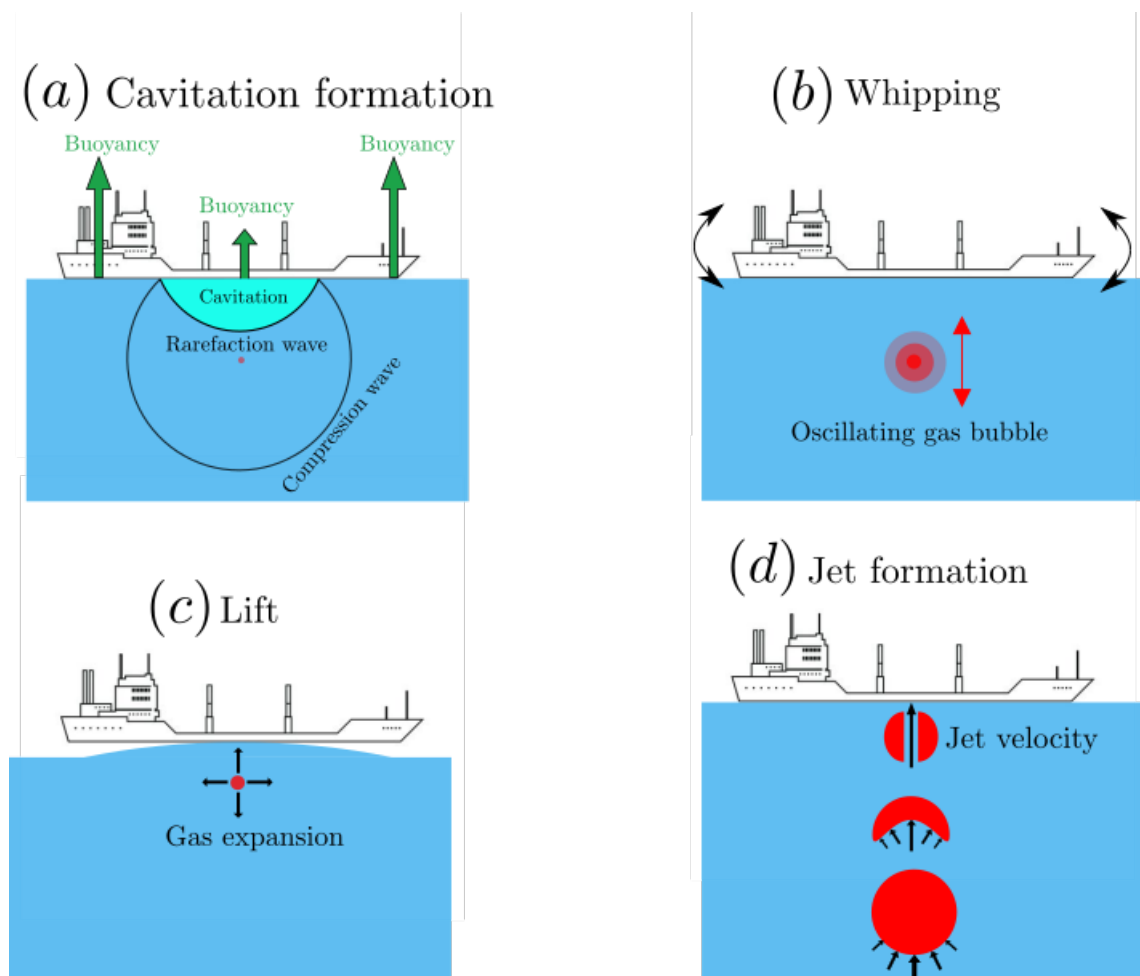 (a) Cavitation formation
Buoyancy
Buoyancy
Buoyancy
Cavitation
Rarefaction wave
Compression wave
(b) Whipping
Oscillating gas bubble
(c) Lift
Gas expansion
(d) Jet formation
Jet velocity